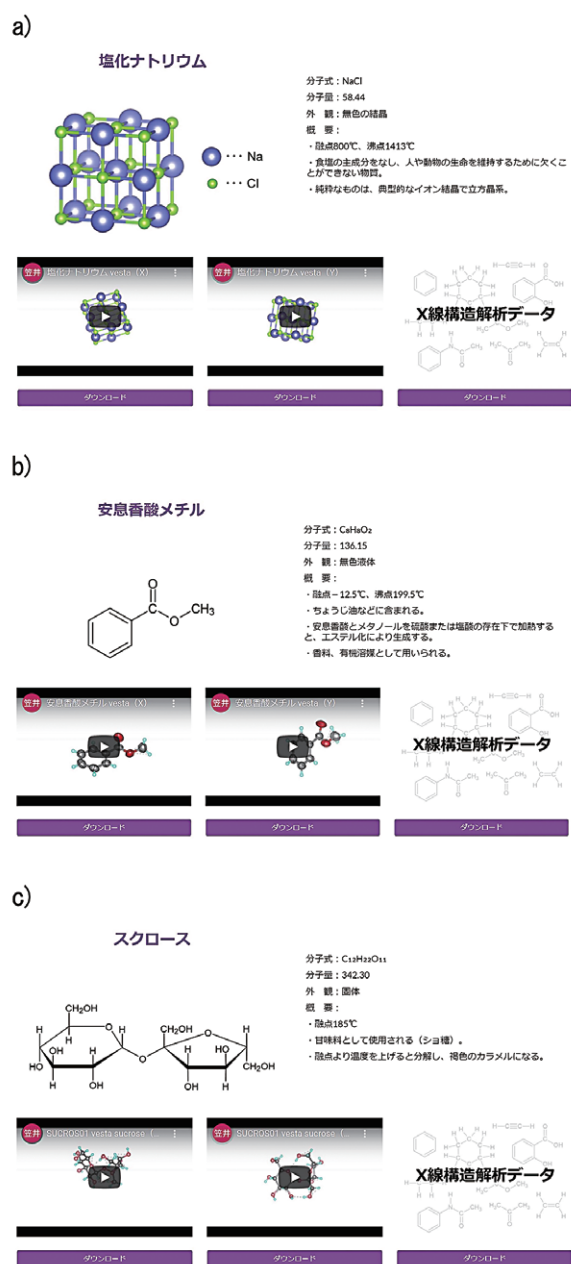 a)
塩化ナトリウム
分子式：NaCl
分子量：58.44
外　観：無色の結晶
概　要：
・融点800℃、沸点1413℃
・食塩の主成分をなし、人や動物の生命を維持するために欠くこ
とができない物質。
・純粋なものは、典型的なイオン結晶で立方晶系。
･･･ Na
･･･ Cl
笠井
塩化ナトリウム vesta（X）
笠井
塩化ナトリウム vesta（Y）
X線構造解析データ
ダウンロード
ダウンロード
ダウンロード
b)
安息香酸メチル
分子式：C₈H₈O₂
分子量：136.15
外　観：無色液体
概　要：
・融点－12.5℃、沸点199.5℃
・ちょうじ油などに含まれる。
・安息香酸とメタノールを硫酸または塩酸の存在下で加熱する
と、エステル化により生成する。
・香料、有機溶媒として用いられる。
O
O
CH₃
笠井
安息香酸メチル vesta（X）
笠井
安息香酸メチル vesta（Y）
X線構造解析データ
ダウンロード
ダウンロード
ダウンロード
c)
スクロース
分子式：C₁₂H₂₂O₁₁
分子量：342.30
外　観：固体
概　要：
・融点185℃
・甘味料として使用される（ショ糖）。
・融点より温度を上げると分解し、褐色のカラメルになる。
笠井
SUCROS01 vesta sucrose（...
笠井
SUCROS01 vesta sucrose（...
X線構造解析データ
ダウンロード
ダウンロード
ダウンロード